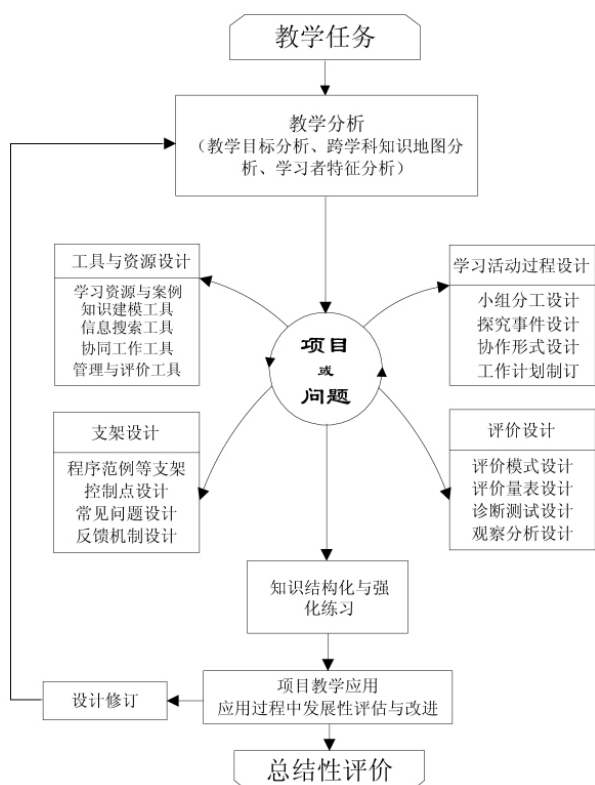 教学任务
教学分析
（教学目标分析、跨学科知识地图分
析、学习者特征分析）
工具与资源设计
学习资源与案例
知识建模工具
信息搜索工具
协同工作工具
管理与评价工具
学习活动过程设计
小组分工设计
探究事件设计
协作形式设计
工作计划制订
项目
或
问题
支架设计
程序范例等支架
控制点设计
常见问题设计
反馈机制设计
评价设计
评价模式设计
评价量表设计
诊断测试设计
观察分析设计
知识结构化与强
化练习
设计修订
项目教学应用
应用过程中发展性评估与改进
总结性评价